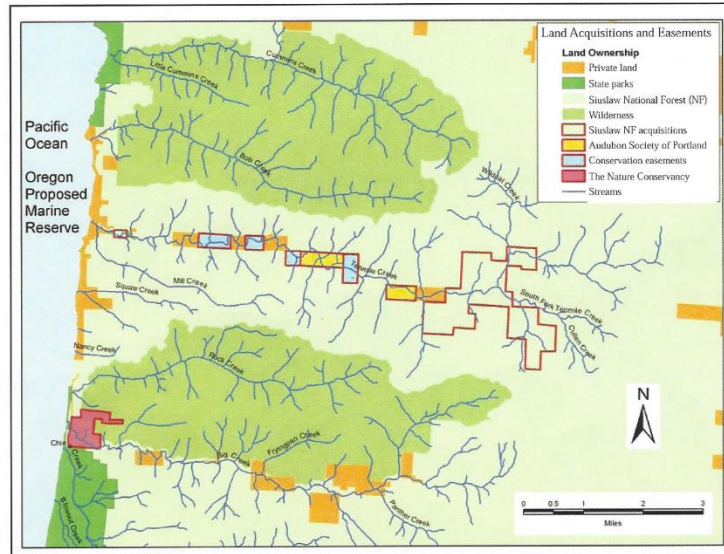 Land Acquisitions and Easements
Land Ownership
Private land
State parks
Siuslaw National Forest (NF)
Wilderness
Siuslaw NF acquisitions
Audubon Society of Portland
Conservation easements
The Nature Conservancy
Streams
Cummins Creek
Little Cummins Creek
Pacific
Ocean
Bob Creek
Wildcat Creek
Oregon
Proposed
Marine
Reserve
Tenmile Creek
Mill Creek
Squaw Creek
South Fork Tenmile Creek
Cullen Creek
Nancy Creek
Rock Creek
N
Fryingpan Creek
Big Creek
Creek
Panther Creek
Creek
0 0.5 1 2 3
Miles